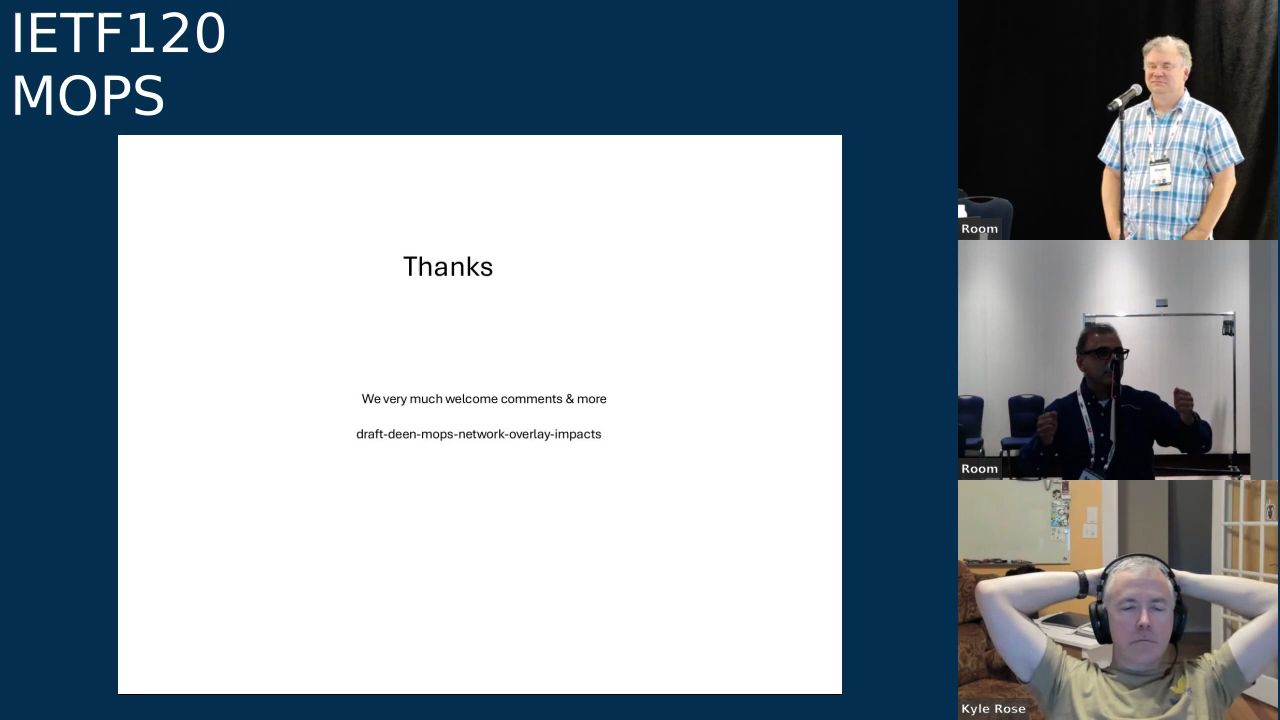 IETF120
MOPS
Thanks
We very much welcome comments & more
draft-deen-mops-network-overlay-impacts
Room
Room
Kyle Rose